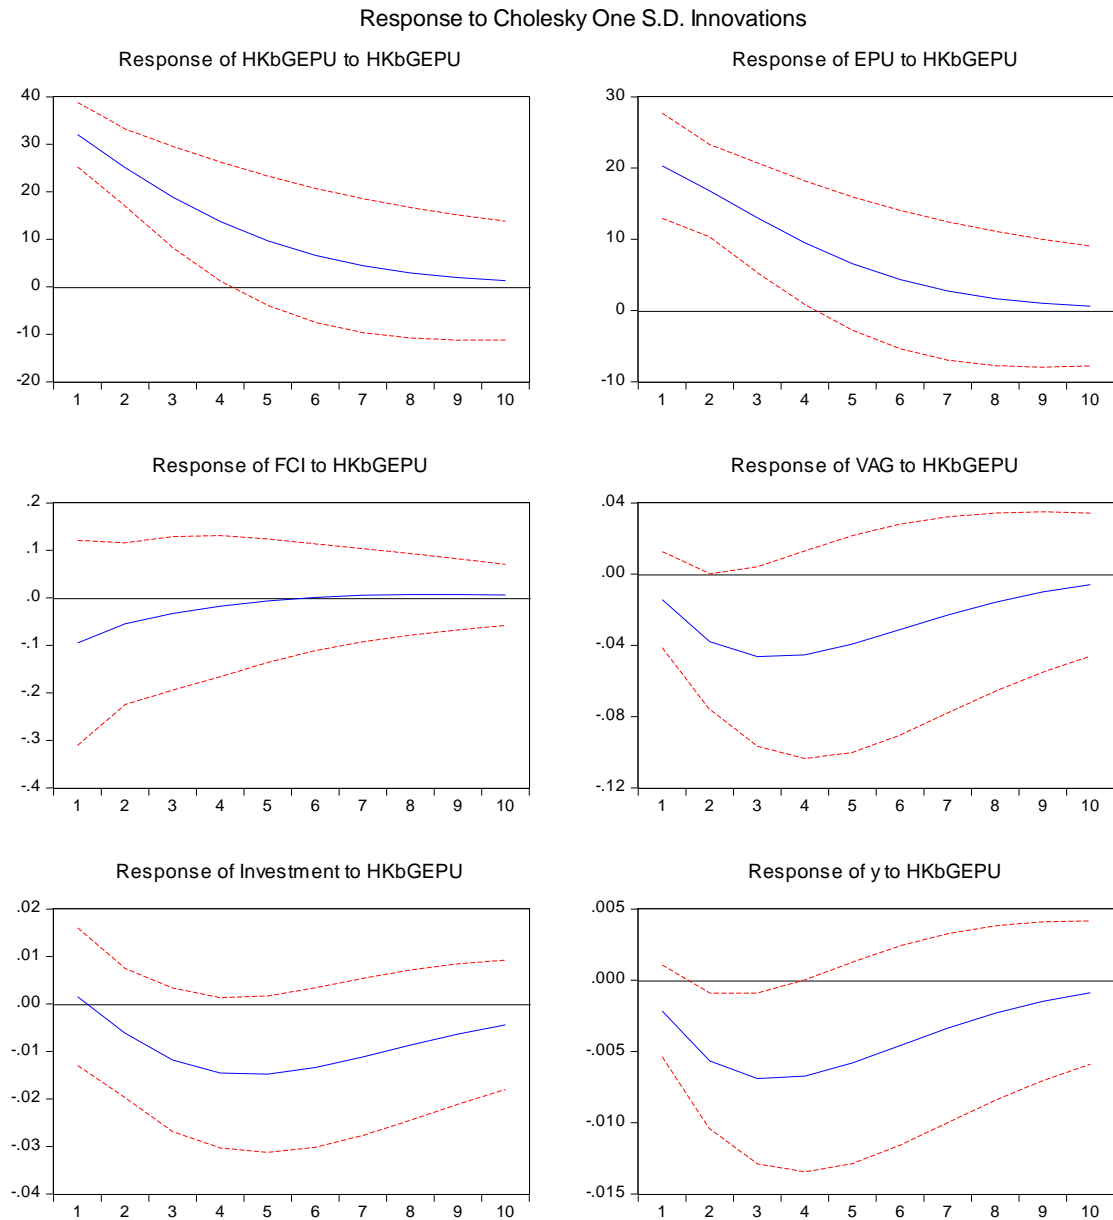 Response to Cholesky One S.D. Innovations
Response of HKbGEPU to HKbGEPU
40
30
20
10
0
-10
-20
1 2 3 4 5 6 7 8 9 10
Response of EPU to HKbGEPU
30
20
10
0
-10
1 2 3 4 5 6 7 8 9 10
Response of FCI to HKbGEPU
.2
.1
.0
-.1
-.2
-.3
-.4
1 2 3 4 5 6 7 8 9 10
Response of VAG to HKbGEPU
.04
.00
-.04
-.08
-.12
1 2 3 4 5 6 7 8 9 10
Response of Investment to HKbGEPU
.02
.01
.00
-.01
-.02
-.03
-.04
1 2 3 4 5 6 7 8 9 10
Response of y to HKbGEPU
.005
.000
-.005
-.010
-.015
1 2 3 4 5 6 7 8 9 10